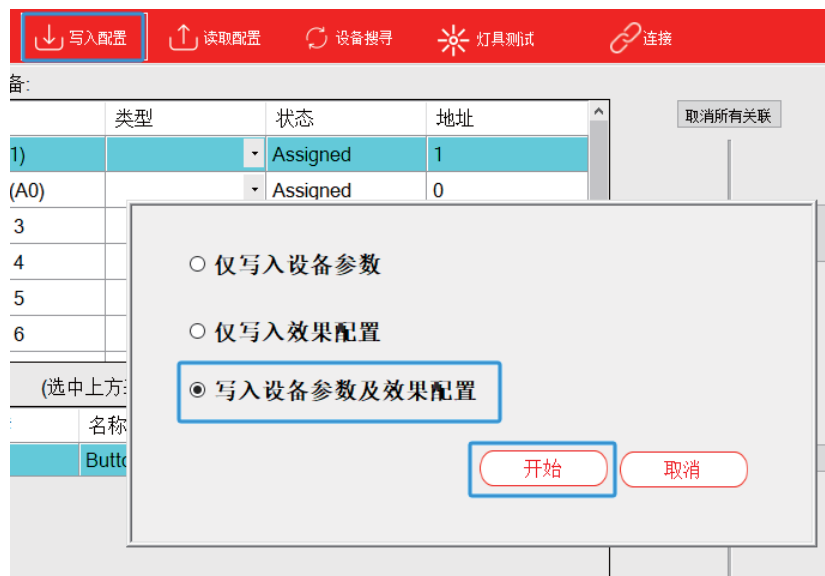 写入配置 读取配置 设备搜寻 灯具测试 连接
备:
类型 状态 地址
取消所有关联
1) Assigned 1
(A0) Assigned 0
3
4
5
6
仅写入设备参数
仅写入效果配置
写入设备参数及效果配置
(选中上方
名称
Butto
开始 取消